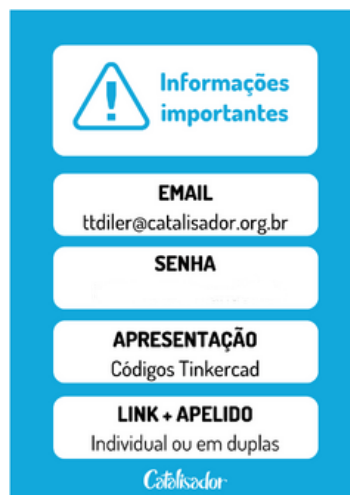 Informações
importantes
EMAIL
ttdiler@catalisador.org.br
SENHA
APRESENTAÇÃO
Códigos Tinkercad
LINK + APELIDO
Individual ou em duplas
Catalisador